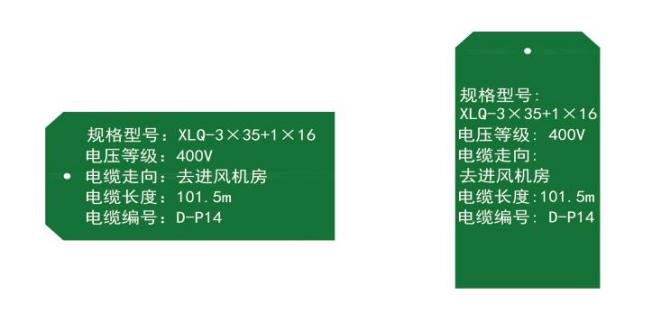 规格型号：XLQ-3×35+1×16
电压等级：400V
电缆走向：去进风机房
电缆长度：101.5m
电缆编号：D-P14
规格型号：
XLQ-3×35+1×16
电压等级：400V
电缆走向：
去进风机房
电缆长度：101.5m
电缆编号：D-P14